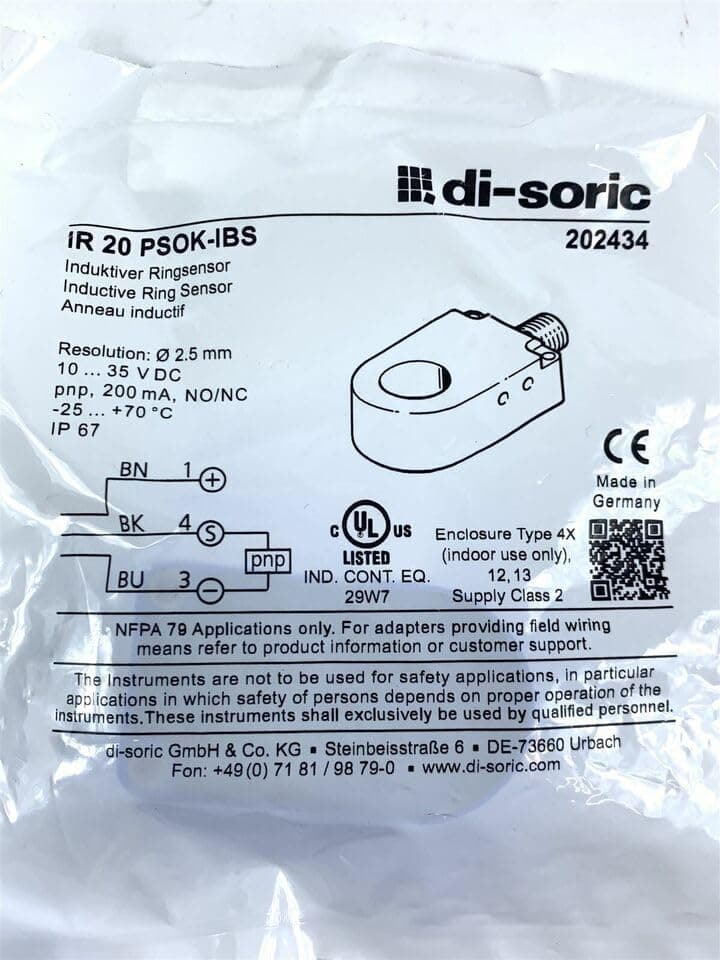 di-soric
iR 20 PSOK-IBS
202434
Induktiver Ringsensor
Inductive Ring Sensor
Anneau inductif
Resolution: Ø 2.5 mm
10 ... 35 V DC
pnp, 200 mA, NO/NC
-25 ... +70 °C
IP 67
BN 1 +
BK 4 S
pnp
BU 3 −
CE
Made in
Germany
C UL US
LISTED
IND. CONT. EQ.
29W7
Enclosure Type 4X
(indoor use only),
12,13
Supply Class 2
NFPA 79 Applications only. For adapters providing field wiring
means refer to product information or customer support.
The Instruments are not to be used for safety applications, in particular
applications in which safety of persons depends on proper operation of the
instruments. These instruments shall exclusively be used by qualified personnel.
di-soric GmbH & Co. KG ▪ Steinbeisstraße 6 ▪ DE-73660 Urbach
Fon: +49 (0) 71 81 / 98 79-0 ▪ www.di-soric.com